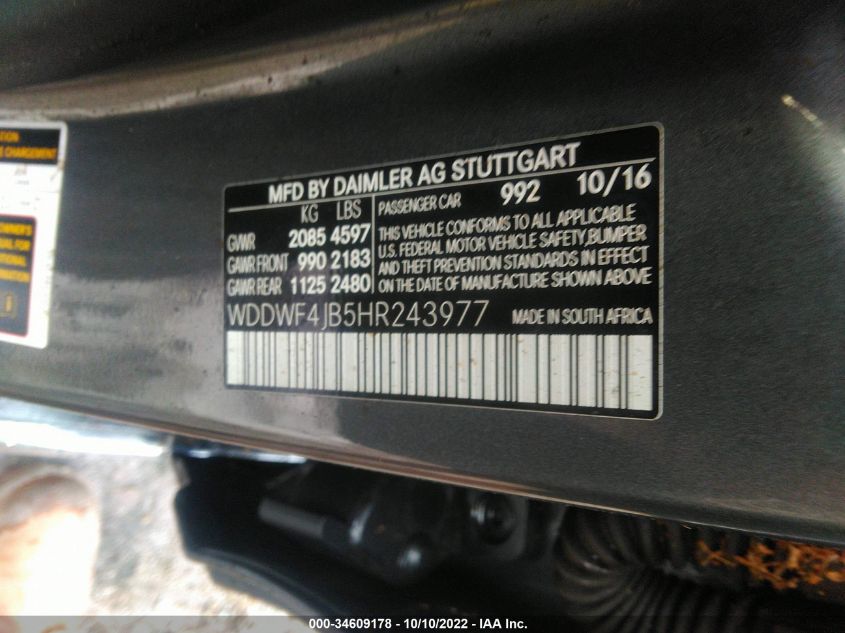 MFD BY DAIMLER AG STUTTGART
KG LBS
GVWR 2085 4597
GAWR FRONT 990 2183
GAWR REAR 1125 2480
PASSENGER CAR 992 10/16
THIS VEHICLE CONFORMS TO ALL APPLICABLE
U.S. FEDERAL MOTOR VEHICLE SAFETY, BUMPER
AND THEFT PREVENTION STANDARDS IN EFFECT
ON THE DATE OF MANUFACTURE SHOWN ABOVE
WDDWF4JB5HR243977 MADE IN SOUTH AFRICA
CHARGEMENT
000-34609178 - 10/10/2022 - IAA Inc.